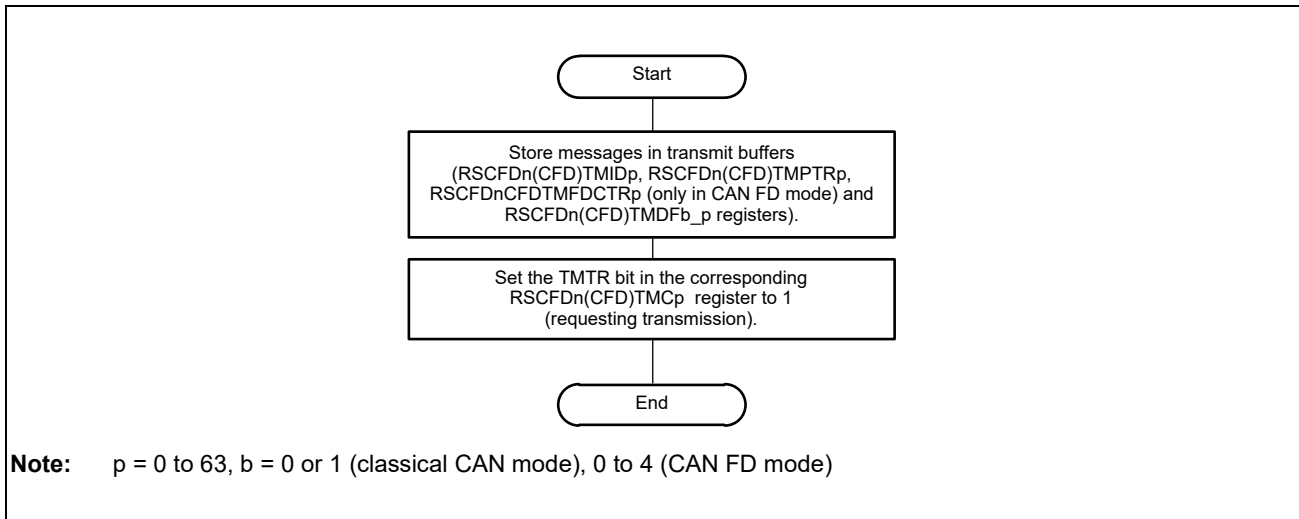 Start
Store messages in transmit buffers
(RSCFDn(CFD)TMIDp, RSCFDn(CFD)TMPTRp,
RSCFDnCFDTMFDCTRp (only in CAN FD mode) and
RSCFDn(CFD)TMDFb_p registers).
Set the TMTR bit in the corresponding
RSCFDn(CFD)TMCp register to 1
(requesting transmission).
End
Note: p = 0 to 63, b = 0 or 1 (classical CAN mode), 0 to 4 (CAN FD mode)